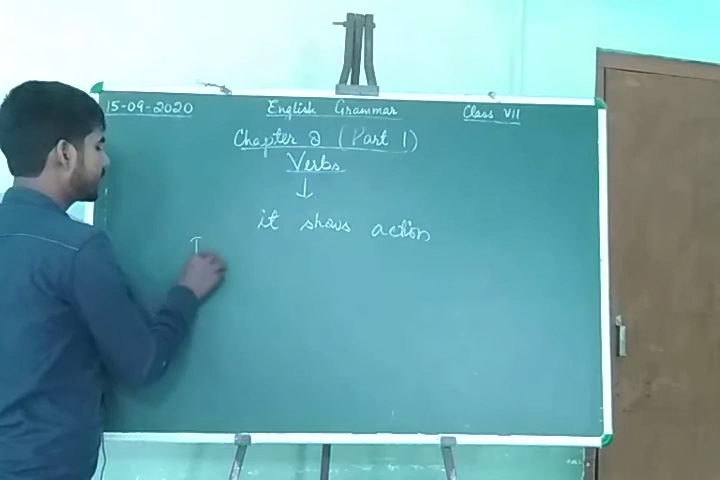 15-09-2020 English Grammar Class VII
Chapter 2 (Part 1)
Verbs
↓
it shows action
I